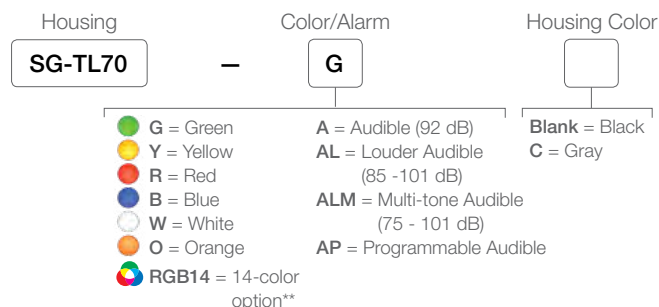 Housing Color/Alarm Housing Color
SG-TL70 – G
G = Green
Y = Yellow
R = Red
B = Blue
W = White
O = Orange
RGB14 = 14-color
option**
A = Audible (92 dB)
AL = Louder Audible
(85 -101 dB)
ALM = Multi-tone Audible
(75 - 101 dB)
AP = Programmable Audible
Blank = Black
C = Gray